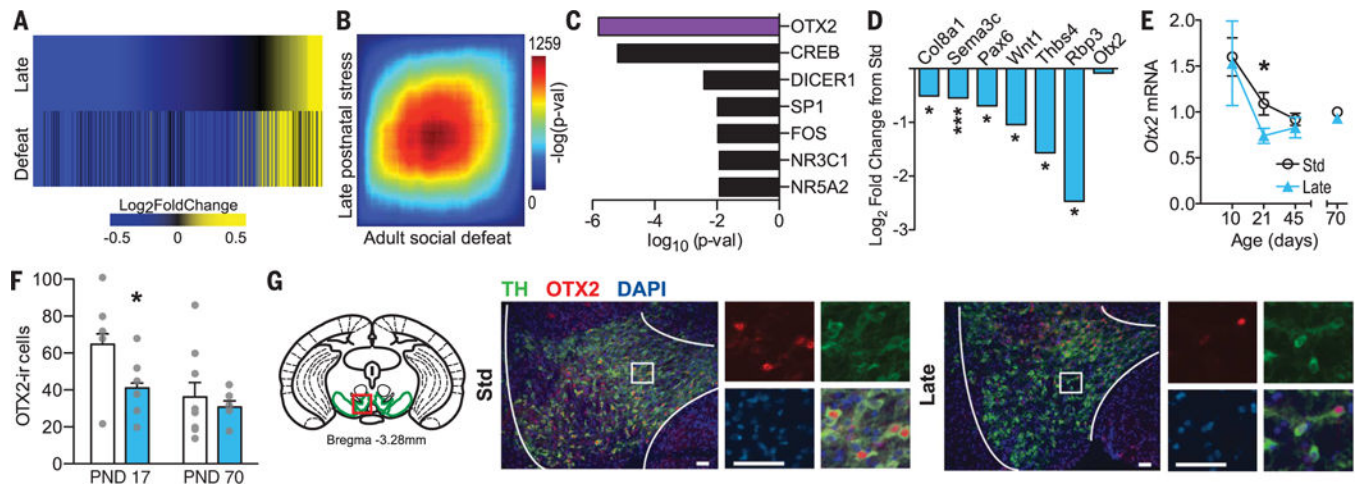 A
Late
Defeat
Log2FoldChange
-0.5 0 0.5
B
Late postnatal stress
Adult social defeat
1259
-log(p-val)
0
C
OTX2
CREB
DICER1
SP1
FOS
NR3C1
NR5A2
-6 -4 -2 0
log10 (p-val)
D
Col8a1
Sema3c
Pax6
Wnt1
Thbs4
Rbp3
Otx2
Log2 Fold Change from Std
-1
-2
-3
*
***
*
*
*
*
E
Otx2 mRNA
2.0
1.5
1.0
0.5
0.0
*
Std
Late
10 21 45 70
Age (days)
F
OTX2-ir cells
100
80
60
40
20
0
*
PND 17 PND 70
G
Bregma -3.28mm
TH OTX2 DAPI
Std
Late